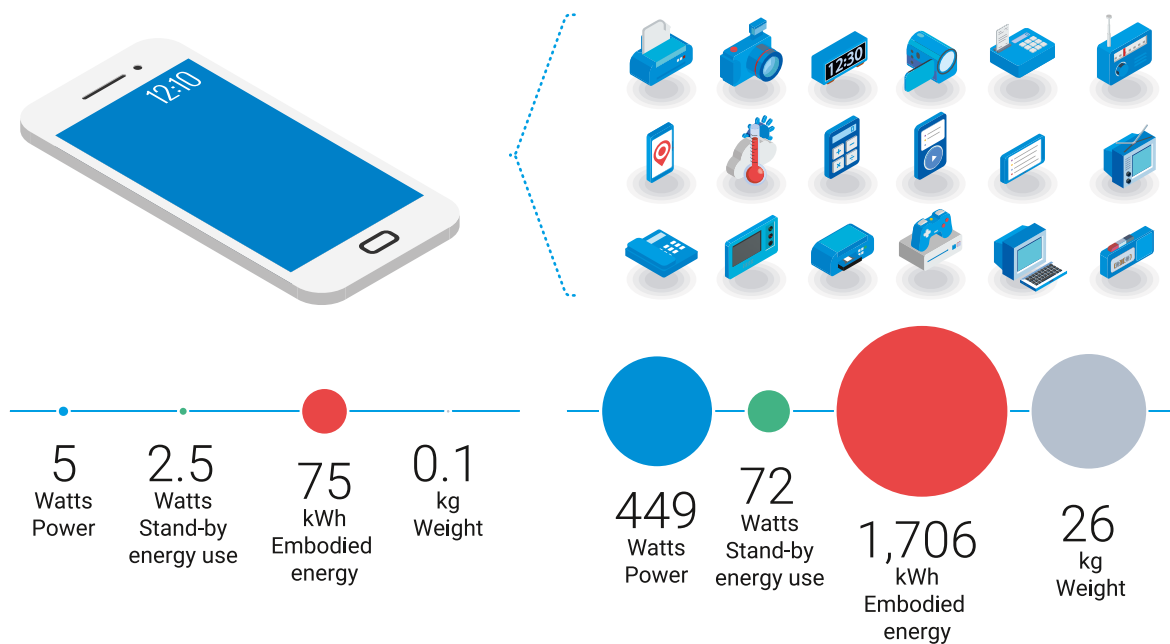 12:10
12:30
5
Watts
Power
2.5
Watts
Stand-by
energy use
75
kWh
Embodied
energy
0.1
kg
Weight
449
Watts
Power
72
Watts
Stand-by
energy use
1,706
kWh
Embodied
energy
26
kg
Weight